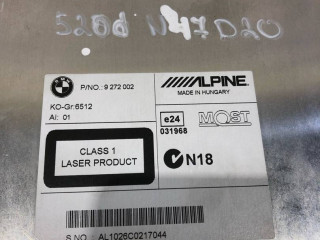 520d N47D20
P/NO.: 9 272 002
ALPINE
MADE IN HUNGARY
KO-Gr:6512
AI: 01
e24
031968
MOST
CLASS 1
LASER PRODUCT
N18
S.NO. AL1026C0217044